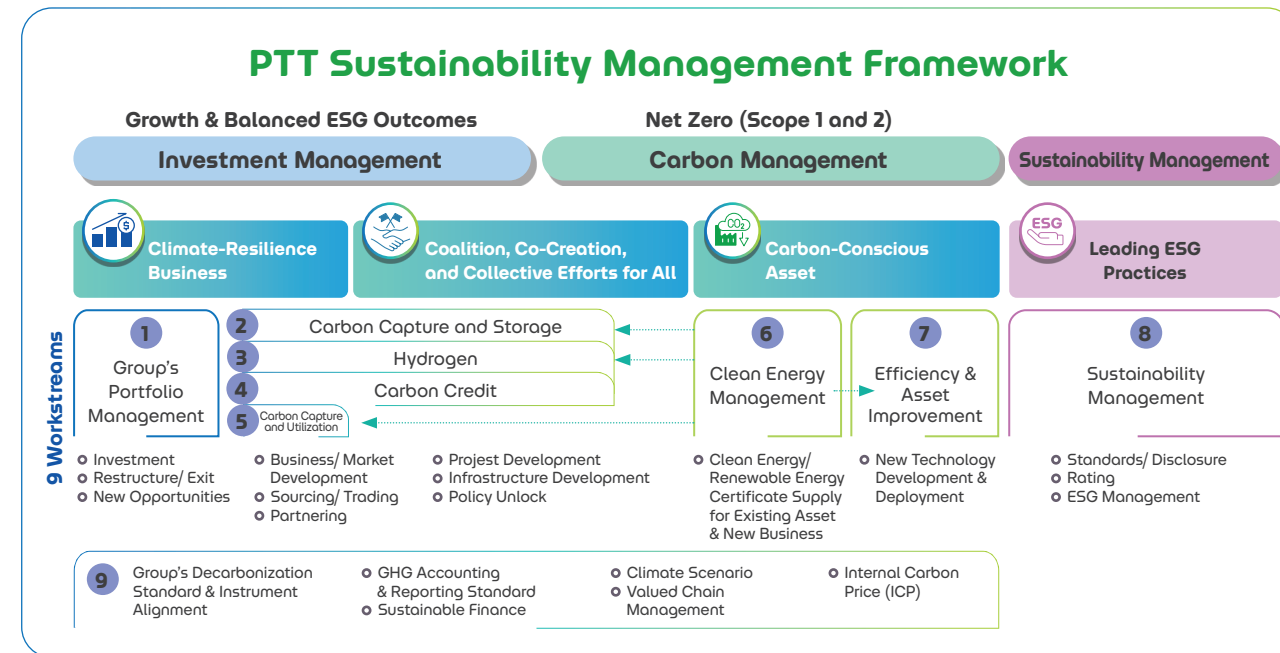 PTT Sustainability Management Framework
Growth & Balanced ESG Outcomes
Net Zero (Scope 1 and 2)
Investment Management
Carbon Management
Sustainability Management
Climate-Resilience
Business
Coalition, Co-Creation,
and Collective Efforts for All
CO2
Carbon-Conscious
Asset
ESG
Leading ESG
Practices
9 Workstreams
1
Group's
Portfolio
Management
2
Carbon Capture and Storage
3
Hydrogen
4
Carbon Credit
5
Carbon Capture
and Utilization
6
Clean Energy
Management
7
Efficiency &
Asset
Improvement
8
Sustainability
Management
Investment
Restructure/ Exit
New Opportunities
Business/ Market
Development
Sourcing/ Trading
Partnering
Projest Development
Infrastructure Development
Policy Unlock
Clean Energy/
Renewable Energy
Certificate Supply
for Existing Asset
& New Business
New Technology
Development &
Deployment
Standards/ Disclosure
Rating
ESG Management
9
Group's Decarbonization
Standard & Instrument
Alignment
GHG Accounting
& Reporting Standard
Sustainable Finance
Climate Scenario
Valued Chain
Management
Internal Carbon
Price (ICP)